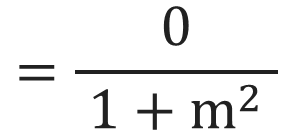 = 0 / (1 + m²)